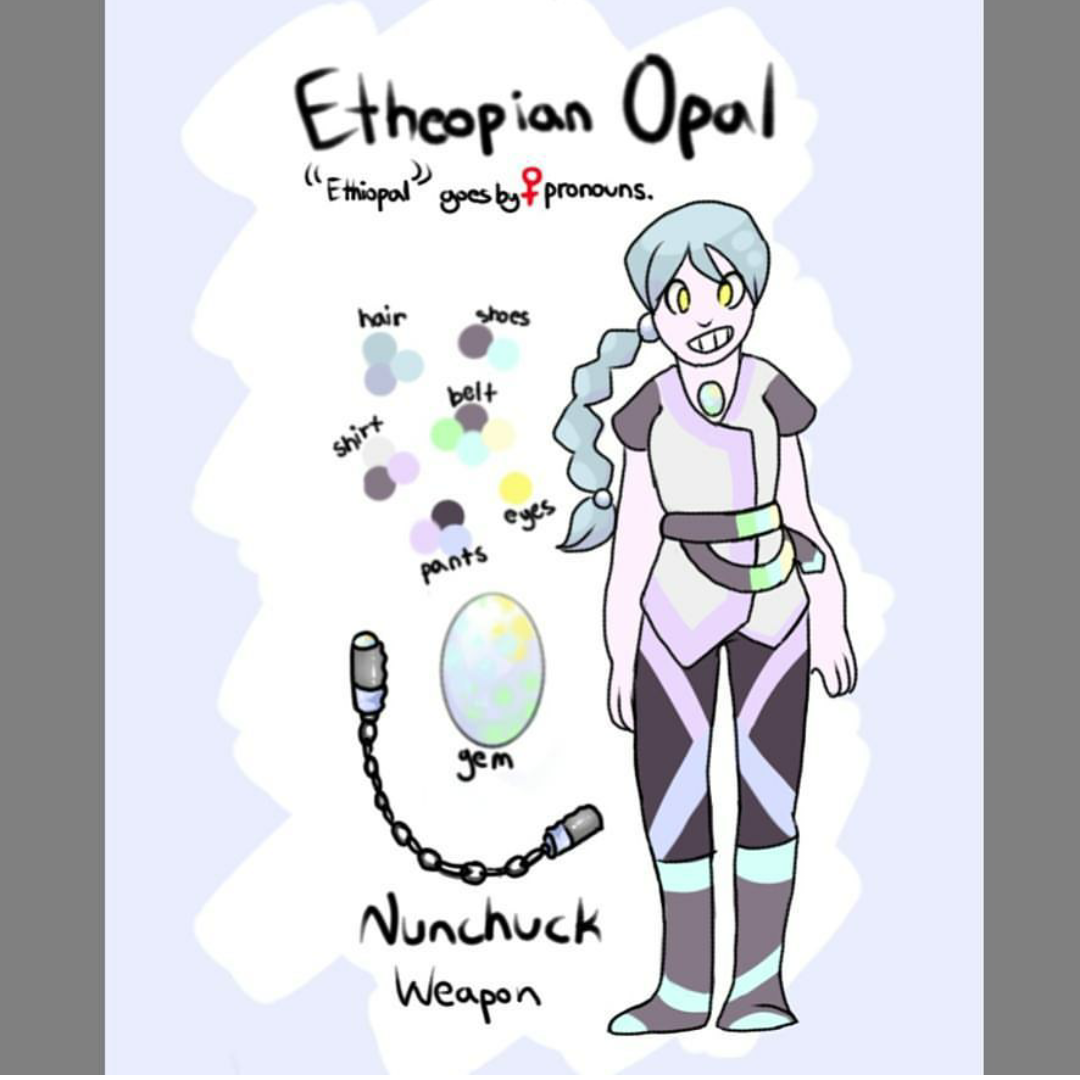 Etheopian Opal
"Ethiopal" goes by ♀ pronouns.
hair
shoes
belt
shirt
eyes
pants
gem
Nunchuck
Weapon